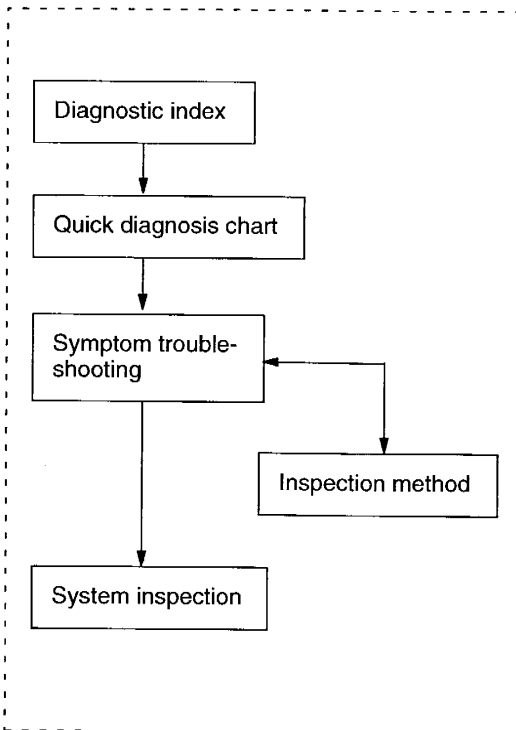 Diagnostic index
Quick diagnosis chart
Symptom trouble-
shooting
Inspection method
System inspection